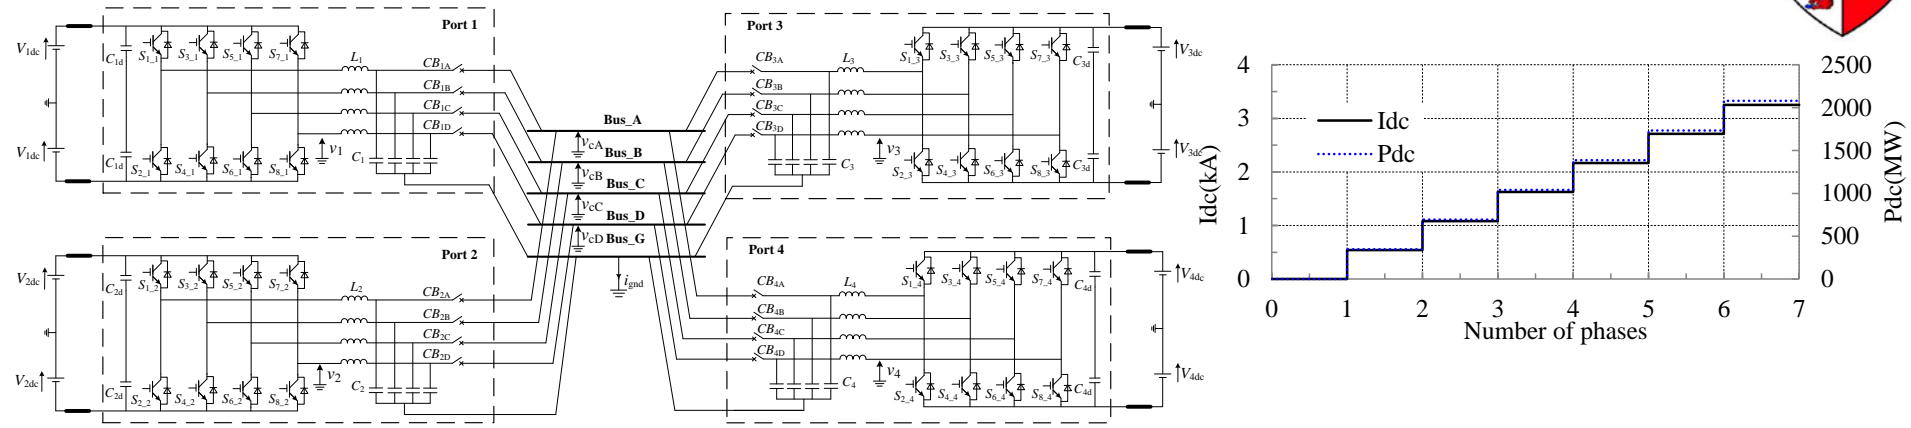 Port 1
V1dc
V1dc
C1d
C1d
S1_1
S3_1
S5_1
S7_1
S2_1
S4_1
S6_1
S8_1
L1
v1
C1
CB1A
CB1B
CB1C
CB1D
Port 2
V2dc
V2dc
C2d
C2d
S1_2
S3_2
S5_2
S7_2
S2_2
S4_2
S6_2
S8_2
L2
v2
C2
CB2A
CB2B
CB2C
CB2D
Bus_A
vcA
Bus_B
vcB
Bus_C
vcC
Bus_D
vcD
Bus_G
ignd
Port 3
CB3A
CB3B
CB3C
CB3D
L3
v3
C3
S1_3
S3_3
S5_3
S7_3
S2_3
S4_3
S6_3
S8_3
C3d
C3d
V3dc
V3dc
Port 4
CB4A
CB4B
CB4C
CB4D
L4
v4
C4
S1_4
S3_4
S5_4
S7_4
S2_4
S4_4
S6_4
S8_4
C4d
C4d
V4dc
V4dc
Idc(kA)
4
3
2
1
0
Idc
Pdc
2500
2000
1500
1000
500
0
Pdc(MW)
0 1 2 3 4 5 6 7
Number of phases